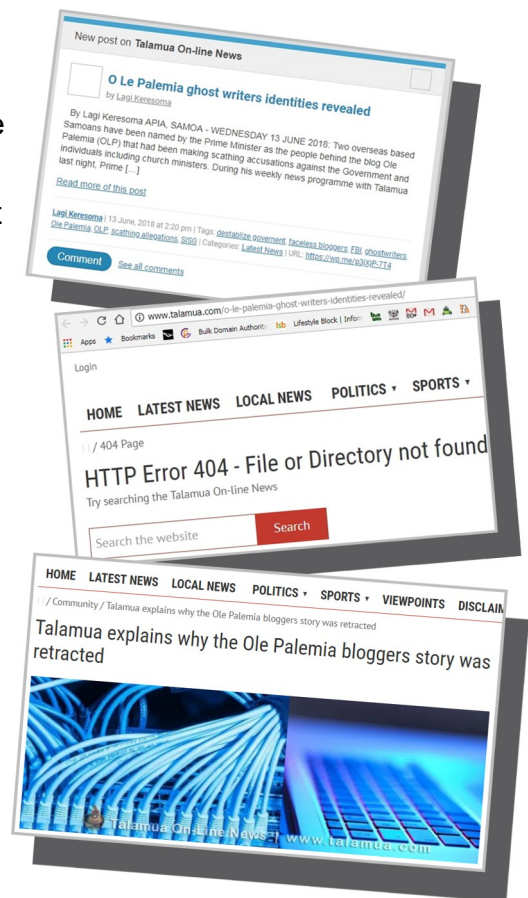 e
t
New post on Talamua On-line News
O Le Palemia ghost writers identities revealed
by Lagi Keresoma
By Lagi Keresoma APIA, SAMOA - WEDNESDAY 13 JUNE 2018: Two overseas based
Samoans have been named by the Prime Minister as the people behind the blog Ole
Palemia (OLP) that had been making scathing accusations against the Government and
individuals including church ministers. During his weekly news programme with Talamua
last night, Prime […]
Read more of this post
Lagi Keresoma | 13 June, 2018 at 2:20 pm | Tags: destablize goverment, faceless bloggers, FBI, ghostwriters,
Ole Palemia, OLP, scathing allegations, SISG | Categories: Latest News | URL: https://wp.me/p3jXjP-7T4
Comment See all comments
www.talamua.com/o-le-palemia-ghost-writers-identities-revealed/
Apps Bookmarks Bulk Domain Authority Isb Lifestyle Block | Inform
Login
HOME LATEST NEWS LOCAL NEWS POLITICS SPORTS
/ 404 Page
HTTP Error 404 - File or Directory not found
Try searching the Talamua On-line News
Search the website Search
HOME LATEST NEWS LOCAL NEWS POLITICS SPORTS VIEWPOINTS DISCLAIM
/ Community / Talamua explains why the Ole Palemia bloggers story was retracted
Talamua explains why the Ole Palemia bloggers story was
retracted
Talamua On-Line News | www.talamua.com